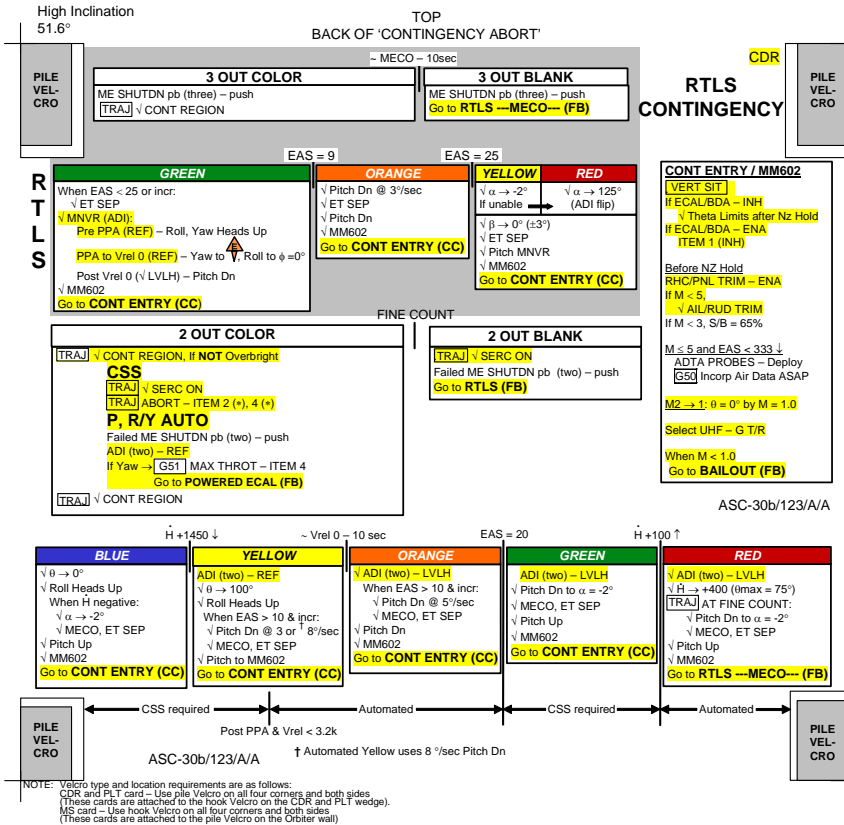 High Inclination
51.6°
TOP
BACK OF 'CONTINGENCY ABORT'
~ MECO – 10sec
CDR
PILE
VEL-
CRO
3 OUT COLOR
ME SHUTDN pb (three) – push
TRAJ √ CONT REGION
3 OUT BLANK
ME SHUTDN pb (three) – push
Go to RTLS ---MECO--- (FB)
RTLS
CONTINGENCY
PILE
VEL-
CRO
R
T
L
S
EAS = 9
EAS = 25
GREEN
When EAS < 25 or incr:
√ ET SEP
√ MNVR (ADI):
Pre PPA (REF) – Roll, Yaw Heads Up
PPA to Vrel 0 (REF) – Yaw to E, Roll to ϕ =0°
Post Vrel 0 (√ LVLH) – Pitch Dn
√ MM602
Go to CONT ENTRY (CC)
ORANGE
√ Pitch Dn @ 3°/sec
√ ET SEP
√ Pitch Dn
√ MM602
Go to CONT ENTRY (CC)
YELLOW
√ α → -2°
If unable
RED
√ α → 125°
(ADI flip)
√ β → 0° (±3°)
√ ET SEP
√ Pitch MNVR
√ MM602
Go to CONT ENTRY (CC)
CONT ENTRY / MM602
VERT SIT
If ECAL/BDA – INH
√ Theta Limits after Nz Hold
If ECAL/BDA – ENA
ITEM 1 (INH)
Before NZ Hold
RHC/PNL TRIM – ENA
If M < 5,
√ AIL/RUD TRIM
If M < 3, S/B = 65%
M ≤ 5 and EAS < 333 ↓
ADTA PROBES – Deploy
G50 Incorp Air Data ASAP
M2 → 1: θ = 0° by M = 1.0
Select UHF – G T/R
When M < 1.0
Go to BAILOUT (FB)
FINE COUNT
2 OUT COLOR
TRAJ √ CONT REGION, If NOT Overbright
CSS
TRAJ √ SERC ON
TRAJ ABORT – ITEM 2 (*), 4 (*)
P, R/Y AUTO
Failed ME SHUTDN pb (two) – push
ADI (two) – REF
If Yaw → G51 MAX THROT – ITEM 4
Go to POWERED ECAL (FB)
TRAJ √ CONT REGION
2 OUT BLANK
TRAJ √ SERC ON
Failed ME SHUTDN pb (two) – push
Go to RTLS (FB)
ASC-30b/123/A/A
Ḣ +1450 ↓
~ Vrel 0 – 10 sec
EAS = 20
Ḣ +100 ↑
BLUE
√ θ → 0°
√ Roll Heads Up
When Ḣ negative:
√ α → -2°
√ MECO, ET SEP
√ Pitch Up
√ MM602
Go to CONT ENTRY (CC)
YELLOW
ADI (two) – REF
√ θ → 100°
√ Roll Heads Up
When EAS > 10 & incr:
√ Pitch Dn @ 3 or † 8°/sec
√ MECO, ET SEP
√ Pitch to MM602
Go to CONT ENTRY (CC)
ORANGE
√ ADI (two) – LVLH
When EAS > 10 & incr:
√ Pitch Dn @ 5°/sec
√ MECO, ET SEP
√ Pitch Dn
√ MM602
Go to CONT ENTRY (CC)
GREEN
ADI (two) – LVLH
√ Pitch Dn to α = -2°
√ MECO, ET SEP
√ Pitch Up
√ MM602
Go to CONT ENTRY (CC)
RED
√ ADI (two) – LVLH
√ Ḣ → +400 (θmax = 75°)
TRAJ AT FINE COUNT:
√ Pitch Dn to α = -2°
√ MECO, ET SEP
√ Pitch Up
√ MM602
Go to RTLS ---MECO--- (FB)
CSS required
Automated
CSS required
Automated
PILE
VEL-
CRO
Post PPA & Vrel < 3.2k
ASC-30b/123/A/A
† Automated Yellow uses 8 °/sec Pitch Dn
PILE
VEL-
CRO
NOTE: Velcro type and location requirements are as follows:
CDR and PLT card – Use pile Velcro on all four corners and both sides
(These cards are attached to the hook Velcro on the CDR and PLT wedge).
MS card – Use hook Velcro on all four corners and both sides
(These cards are attached to the pile Velcro on the Orbiter wall)